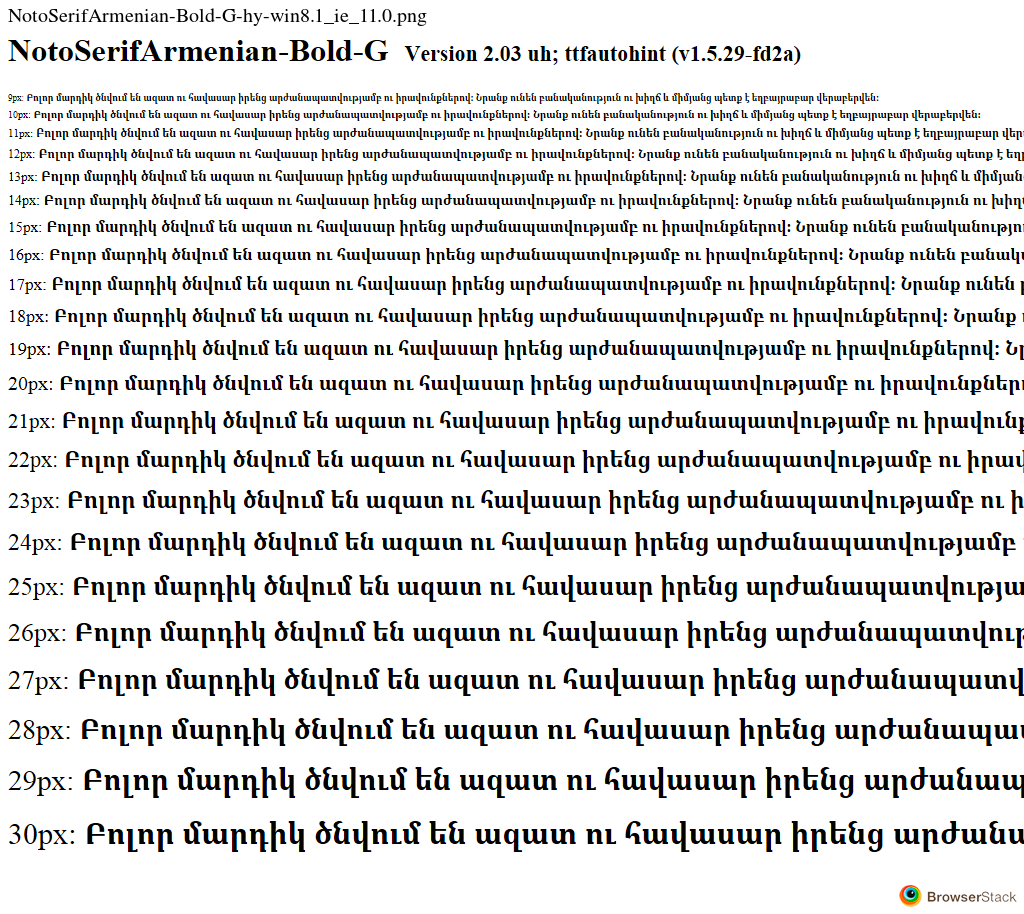 NotoSerifArmenian-Bold-G-hy-win8.1_ie_11.0.png
NotoSerifArmenian-Bold-G Version 2.03 uh; ttfautohint (v1.5.29-fd2a)
9px: Բոլոր մարդիկ ծնվում են ազատ ու հավասար իրենց արժանապատվությամբ ու իրավունքներով։ Նրանք ունեն բանականություն ու խիղճ և միմյանց պետք է եղբայրաբար վերաբերվեն։
10px: Բոլոր մարդիկ ծնվում են ազատ ու հավասար իրենց արժանապատվությամբ ու իրավունքներով։ Նրանք ունեն բանականություն ու խիղճ և միմյանց պետք է եղբայրաբար վերաբերվեն։
11px: Բոլոր մարդիկ ծնվում են ազատ ու հավասար իրենց արժանապատվությամբ ու իրավունքներով։ Նրանք ունեն բանականություն ու խիղճ և միմյանց պետք է եղբայրաբար վեր
12px: Բոլոր մարդիկ ծնվում են ազատ ու հավասար իրենց արժանապատվությամբ ու իրավունքներով։ Նրանք ունեն բանականություն ու խիղճ և միմյանց պետք է եղ
13px: Բոլոր մարդիկ ծնվում են ազատ ու հավասար իրենց արժանապատվությամբ ու իրավունքներով։ Նրանք ունեն բանականություն ու խիղճ և միմյան
14px: Բոլոր մարդիկ ծնվում են ազատ ու հավասար իրենց արժանապատվությամբ ու իրավունքներով։ Նրանք ունեն բանականություն ու խիղ
15px: Բոլոր մարդիկ ծնվում են ազատ ու հավասար իրենց արժանապատվությամբ ու իրավունքներով։ Նրանք ունեն բանականությու
16px: Բոլոր մարդիկ ծնվում են ազատ ու հավասար իրենց արժանապատվությամբ ու իրավունքներով։ Նրանք ունեն բանակա
17px: Բոլոր մարդիկ ծնվում են ազատ ու հավասար իրենց արժանապատվությամբ ու իրավունքներով։ Նրանք ունեն
18px: Բոլոր մարդիկ ծնվում են ազատ ու հավասար իրենց արժանապատվությամբ ու իրավունքներով։ Նրանք
19px: Բոլոր մարդիկ ծնվում են ազատ ու հավասար իրենց արժանապատվությամբ ու իրավունքներով։ Նր
20px: Բոլոր մարդիկ ծնվում են ազատ ու հավասար իրենց արժանապատվությամբ ու իրավունքներ
21px: Բոլոր մարդիկ ծնվում են ազատ ու հավասար իրենց արժանապատվությամբ ու իրավունք
22px: Բոլոր մարդիկ ծնվում են ազատ ու հավասար իրենց արժանապատվությամբ ու իրավ
23px: Բոլոր մարդիկ ծնվում են ազատ ու հավասար իրենց արժանապատվությամբ ու ի
24px: Բոլոր մարդիկ ծնվում են ազատ ու հավասար իրենց արժանապատվությամբ
25px: Բոլոր մարդիկ ծնվում են ազատ ու հավասար իրենց արժանապատվությա
26px: Բոլոր մարդիկ ծնվում են ազատ ու հավասար իրենց արժանապատվութ
27px: Բոլոր մարդիկ ծնվում են ազատ ու հավասար իրենց արժանապատվ
28px: Բոլոր մարդիկ ծնվում են ազատ ու հավասար իրենց արժանապատ
29px: Բոլոր մարդիկ ծնվում են ազատ ու հավասար իրենց արժանապ
30px: Բոլոր մարդիկ ծնվում են ազատ ու հավասար իրենց արժանա
BrowserStack